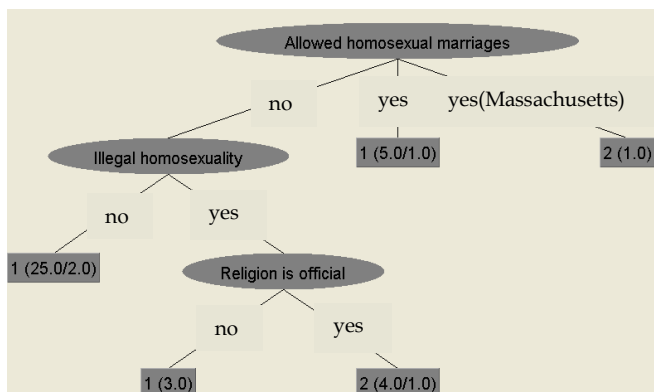 Allowed homosexual marriages
no
yes
yes(Massachusetts)
Illegal homosexuality
1 (5.0/1.0)
2 (1.0)
no
yes
1 (25.0/2.0)
Religion is official
no
yes
1 (3.0)
2 (4.0/1.0)